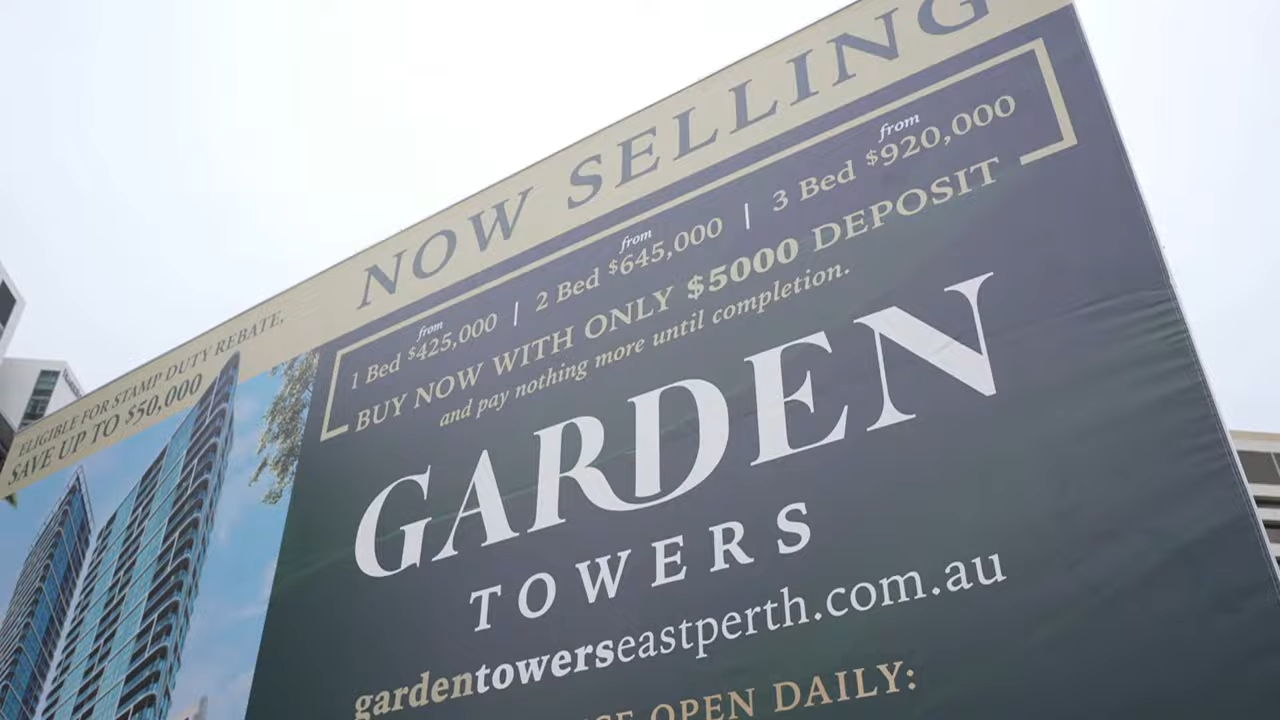 NOW SELLING
ELIGIBLE FOR STAMP DUTY REBATE,
SAVE UP TO $50,000
1 Bed from $425,000 | 2 Bed from $645,000 | 3 Bed from $920,000
BUY NOW WITH ONLY $5000 DEPOSIT
and pay nothing more until completion.
GARDEN
TOWERS
gardentowerseastperth.com.au
OPEN DAILY: